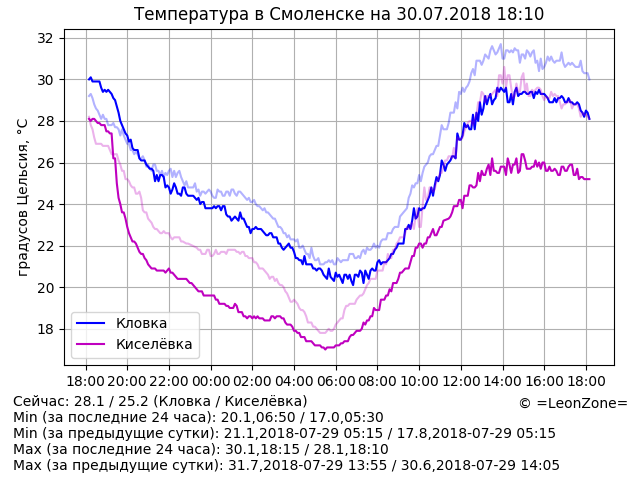 Температура в Смоленске на 30.07.2018 18:10
градусов Цельсия, °C
32
30
28
26
24
22
20
18
Кловка
Киселёвка
18:00 20:00 22:00 00:00 02:00 04:00 06:00 08:00 10:00 12:00 14:00 16:00 18:00
Сейчас: 28.1 / 25.2 (Кловка / Киселёвка)
© =LeonZone=
Min (за последние 24 часа): 20.1,06:50 / 17.0,05:30
Min (за предыдущие сутки): 21.1,2018-07-29 05:15 / 17.8,2018-07-29 05:15
Max (за последние 24 часа): 30.1,18:15 / 28.1,18:10
Max (за предыдущие сутки): 31.7,2018-07-29 13:55 / 30.6,2018-07-29 14:05